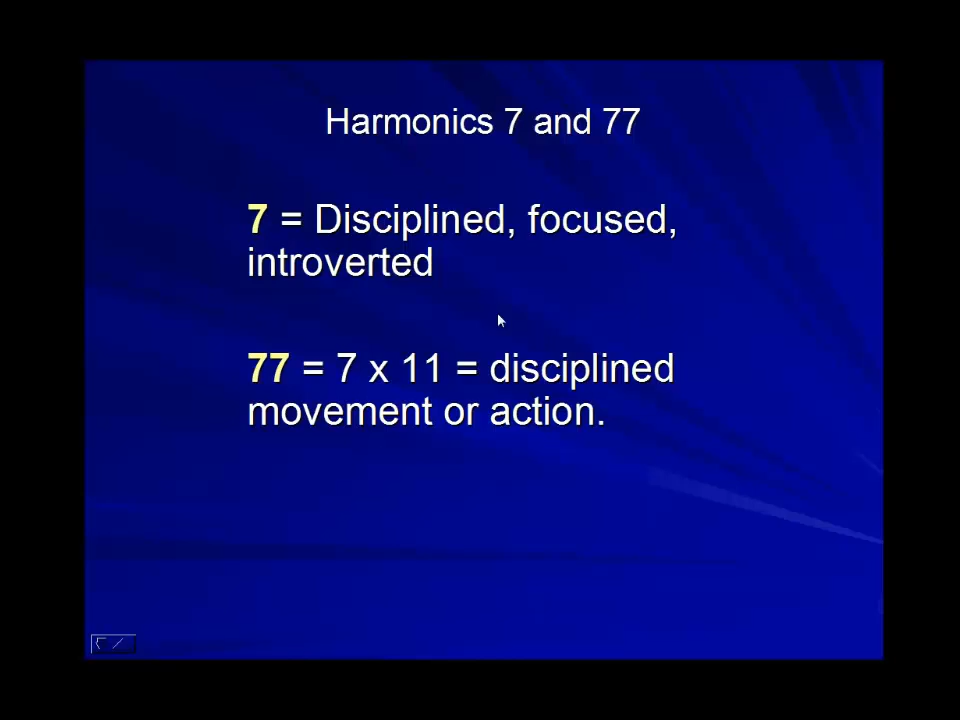 Harmonics 7 and 77
7 = Disciplined, focused,
introverted
77 = 7 x 11 = disciplined
movement or action.